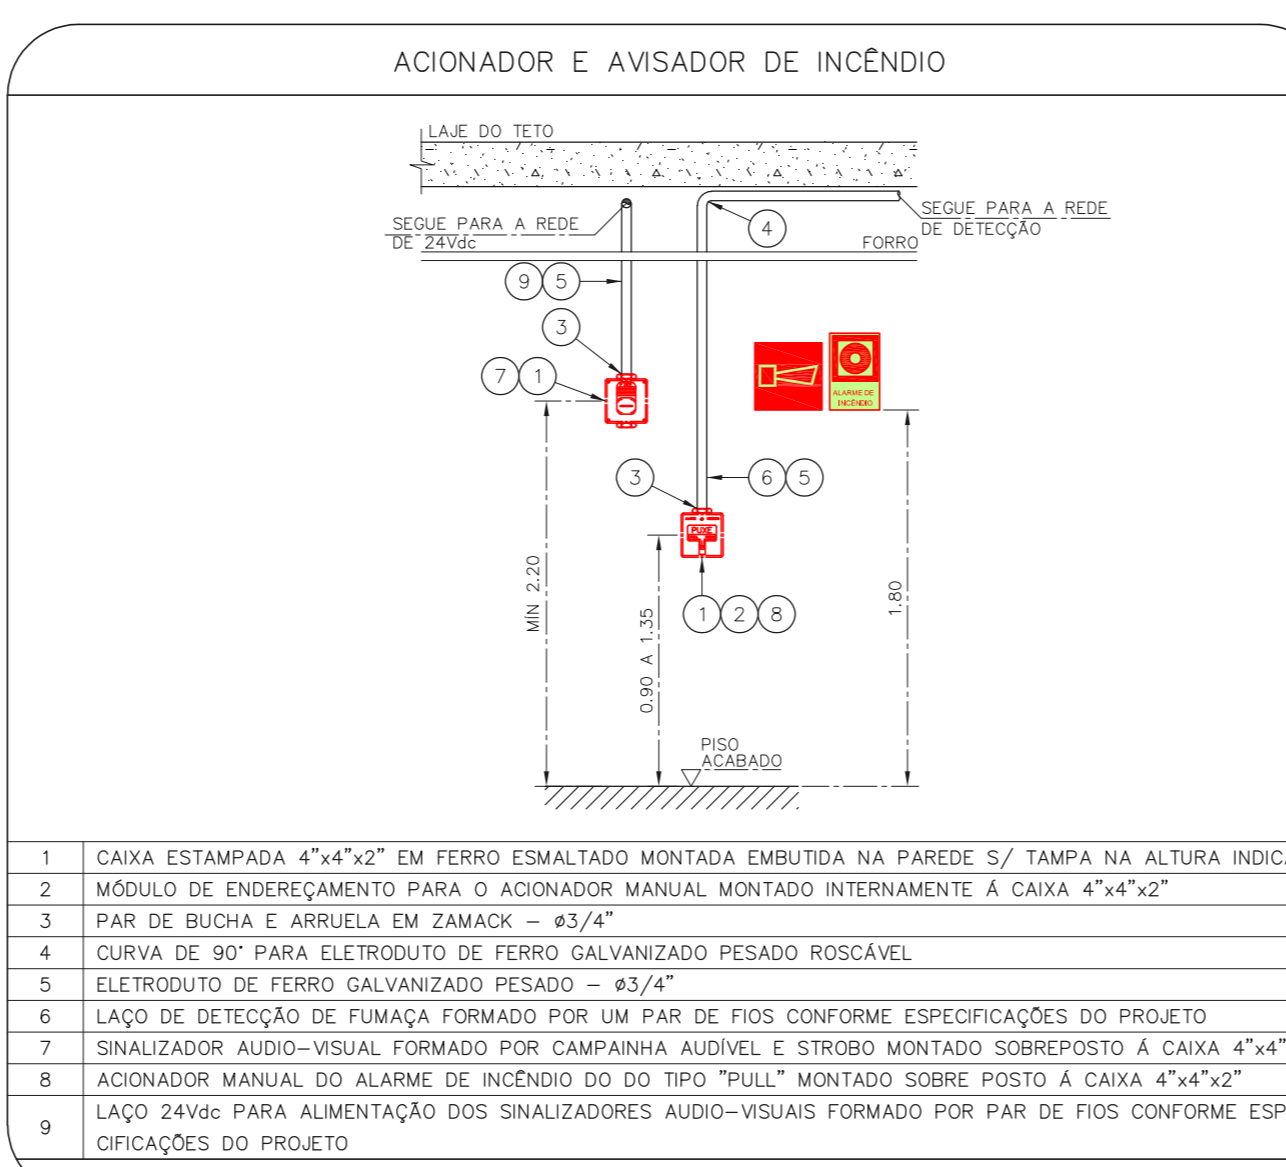 ACIONADOR E AVISADOR DE INCÊNDIO
LAJE DO TETO
SEGUE PARA A REDE
DE 24Vdc
4
SEGUE PARA A REDE
DE DETECÇÃO
FORRO
9 5
3
7 1
ALARME DE
INCÊNDIO
3
6 5
PUXE
MÍN 2.20
0.90 A 1.35
1.80
1 2 8
PISO
ACABADO
1 CAIXA ESTAMPADA 4”x4”x2” EM FERRO ESMALTADO MONTADA EMBUTIDA NA PAREDE S/ TAMPA NA ALTURA INDIC
2 MÓDULO DE ENDEREÇAMENTO PARA O ACIONADOR MANUAL MONTADO INTERNAMENTE Á CAIXA 4”x4”x2”
3 PAR DE BUCHA E ARRUELA EM ZAMACK – ø3/4”
4 CURVA DE 90° PARA ELETRODUTO DE FERRO GALVANIZADO PESADO ROSCÁVEL
5 ELETRODUTO DE FERRO GALVANIZADO PESADO – ø3/4”
6 LAÇO DE DETECÇÃO DE FUMAÇA FORMADO POR UM PAR DE FIOS CONFORME ESPECIFICAÇÕES DO PROJETO
7 SINALIZADOR AUDIO–VISUAL FORMADO POR CAMPAINHA AUDÍVEL E STROBO MONTADO SOBREPOSTO Á CAIXA 4”x4”
8 ACIONADOR MANUAL DO ALARME DE INCÊNDIO DO DO TIPO ”PULL” MONTADO SOBRE POSTO Á CAIXA 4”x4”x2”
9 LAÇO 24Vdc PARA ALIMENTAÇÃO DOS SINALIZADORES AUDIO–VISUAIS FORMADO POR PAR DE FIOS CONFORME ESP
CIFICAÇÕES DO PROJETO